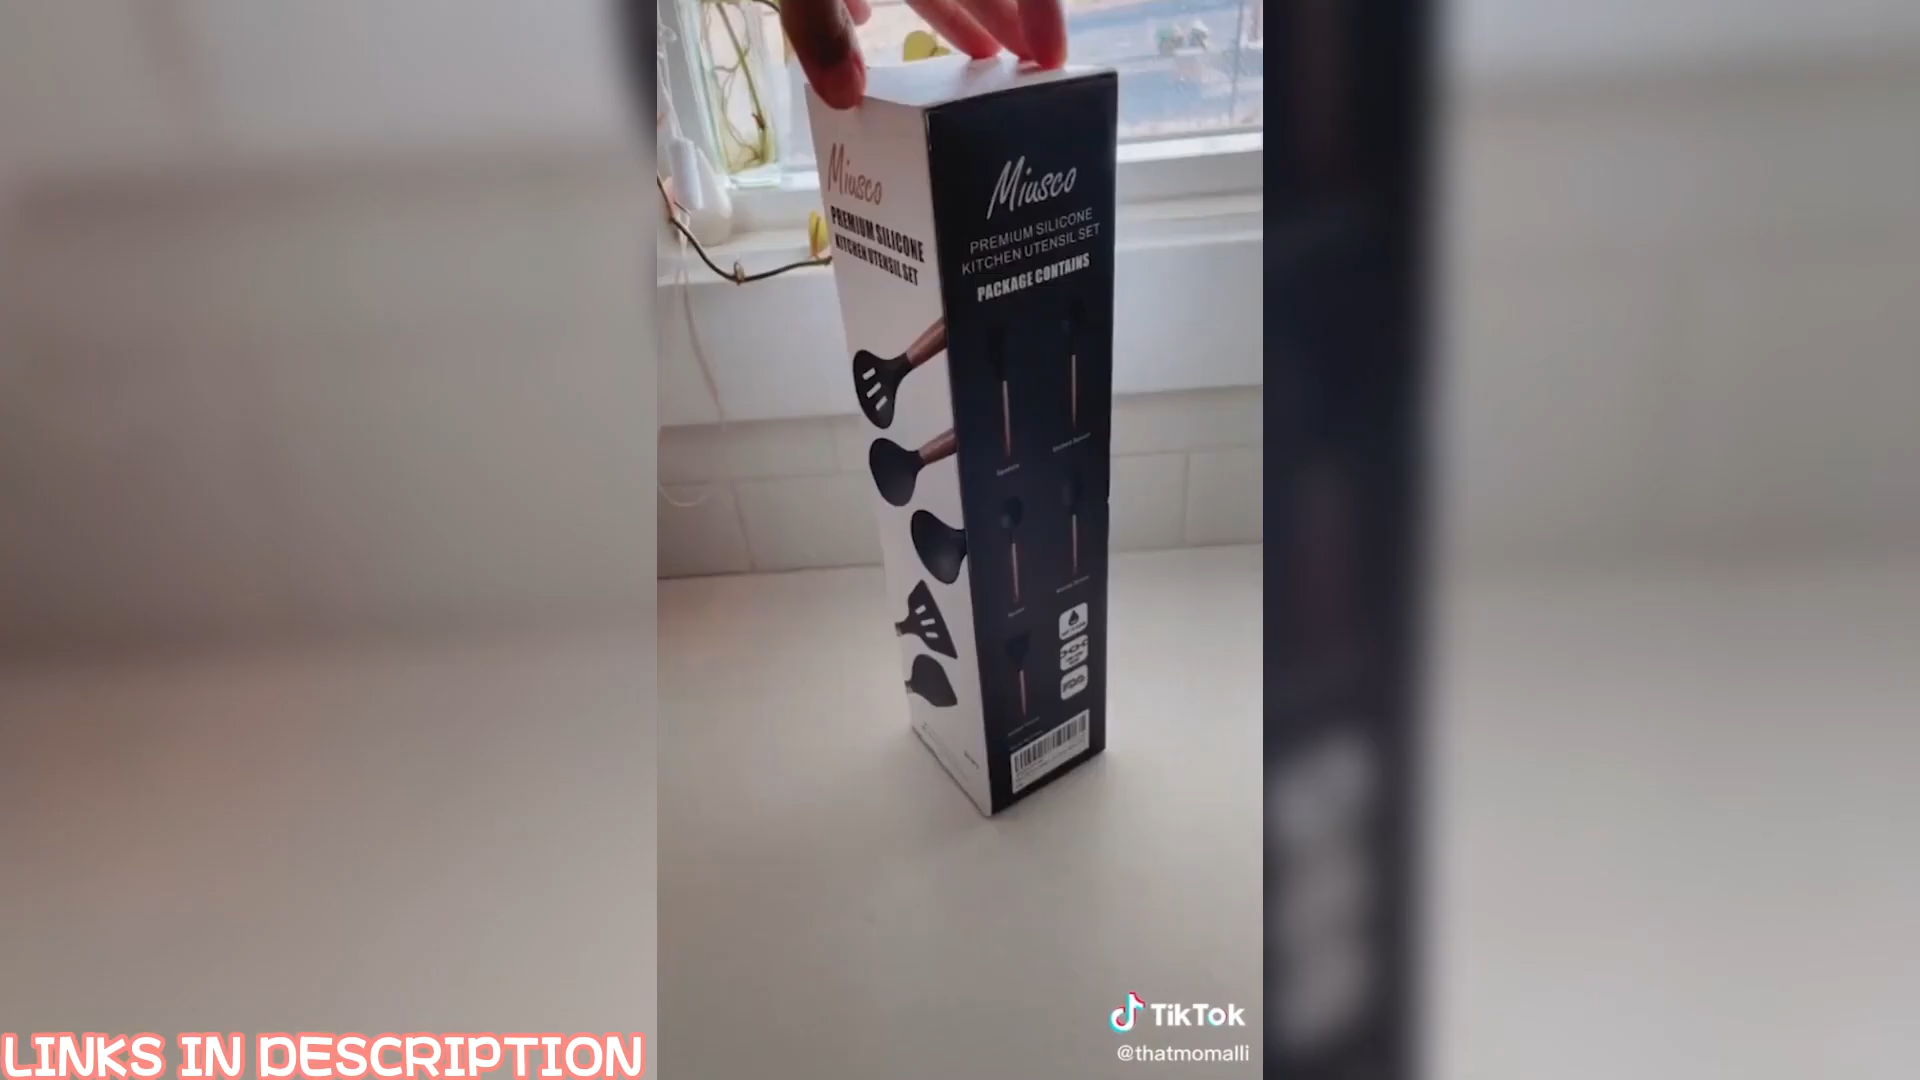 Miusco
PREMIUM SILICONE
KITCHEN UTENSIL SET
Miusco
PREMIUM SILICONE
KITCHEN UTENSIL SET
PACKAGE CONTAINS
FDA
TikTok
@thatmomalli
LINKS IN DESCRIPTION